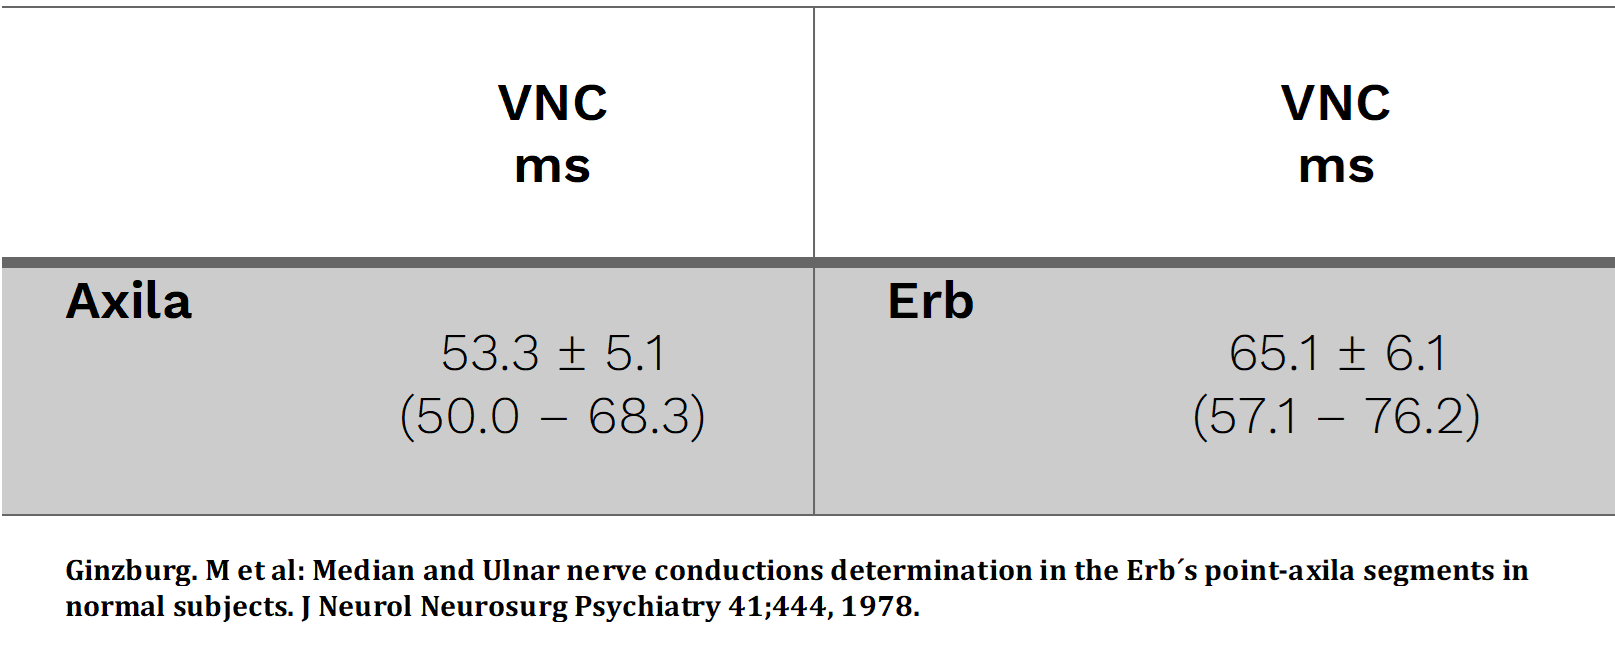 VNC
ms
VNC
ms
Axila
53.3 ± 5.1
(50.0 – 68.3)
Erb
65.1 ± 6.1
(57.1 – 76.2)
Ginzburg. M et al: Median and Ulnar nerve conductions determination in the Erb´s point-axila segments in
normal subjects. J Neurol Neurosurg Psychiatry 41;444, 1978.